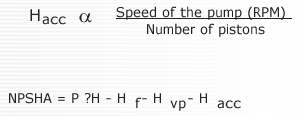 Hacc α Speed of the pump (RPM)
Number of pistons
NPSHA = P ?H - H f- H vp- H acc